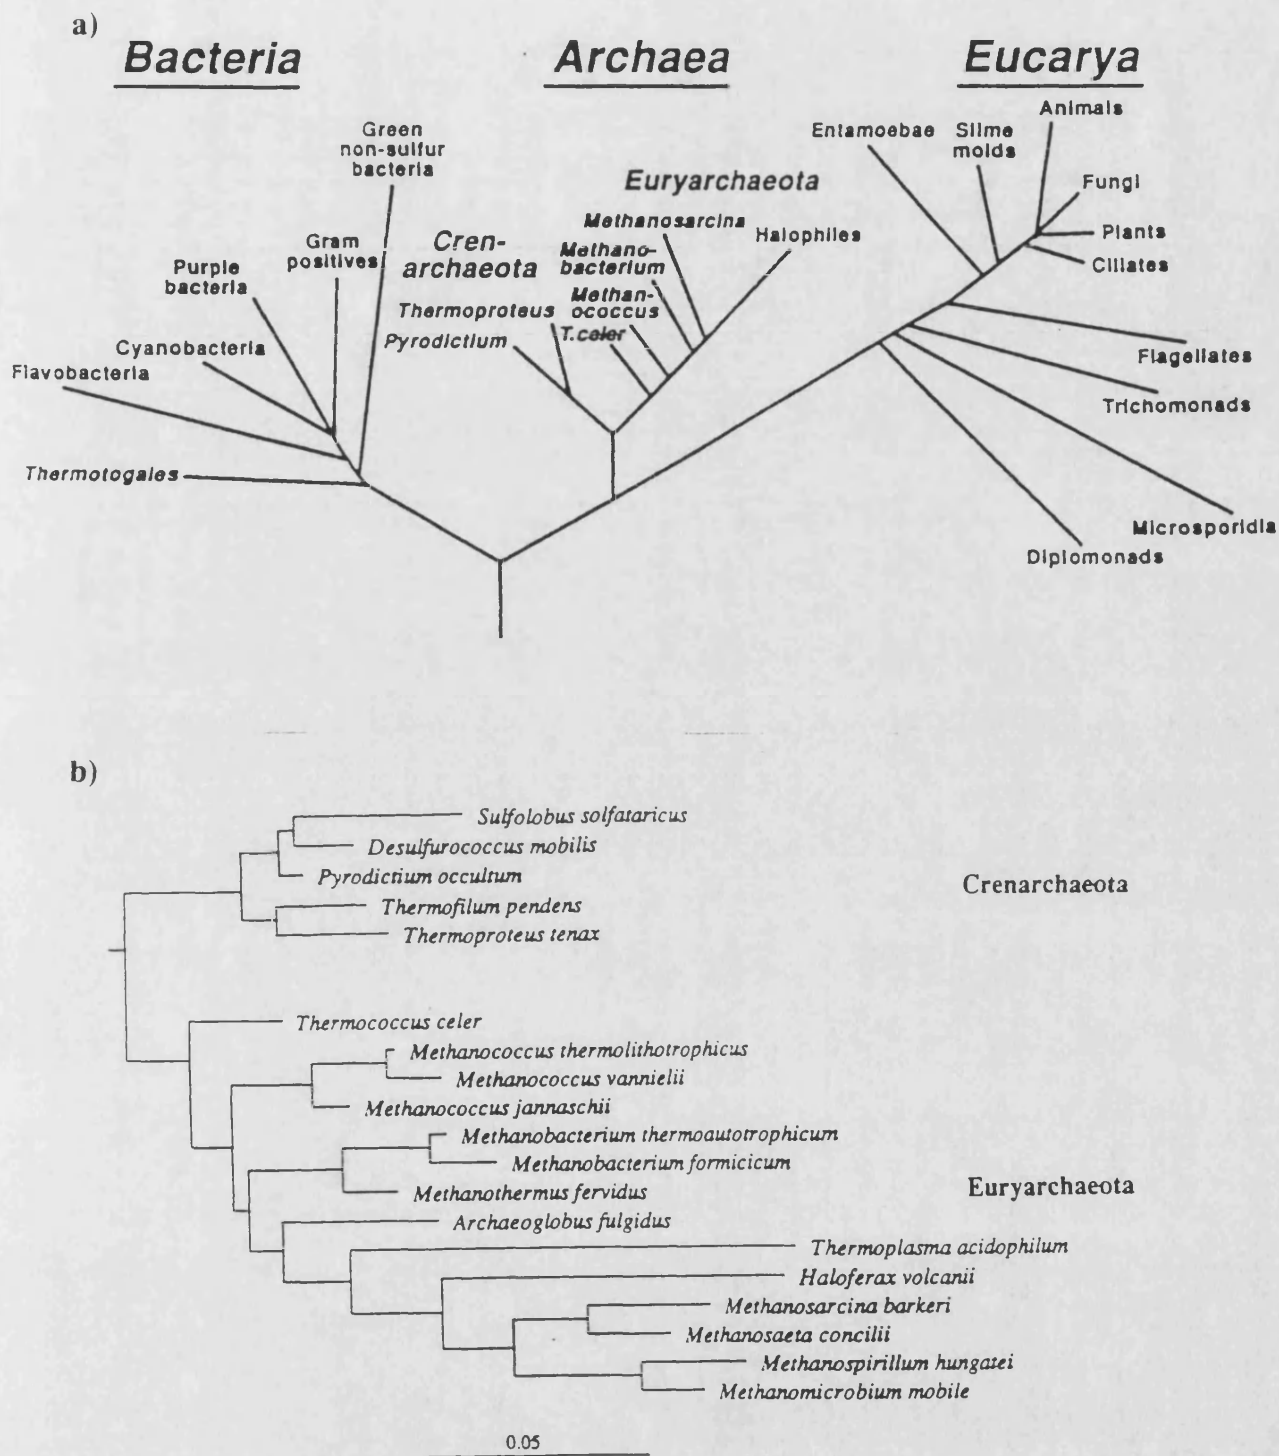 a)
Bacteria
Archaea
Eucarya
Green
non-sulfur
bacteria
Gram
positives
Purple
bacteria
Cyanobacteria
Flavobacteria
Thermotogales
Cren-
archaeota
Thermoproteus
Pyrodictium
Euryarchaeota
Methanosarcina
Methano-
bacterium
Methan-
ococcus
T.celer
Halophiles
Entamoebae
Slime
molds
Animals
Fungi
Plants
Ciliates
Flagellates
Trichomonads
Microsporidia
Diplomonads
b)
Sulfolobus solfataricus
Desulfurococcus mobilis
Pyrodictium occultum
Thermofilum pendens
Thermoproteus tenax
Crenarchaeota
Thermococcus celer
Methanococcus thermolithotrophicus
Methanococcus vannielii
Methanococcus jannaschii
Methanobacterium thermoautotrophicum
Methanobacterium formicicum
Methanothermus fervidus
Euryarchaeota
Archaeoglobus fulgidus
Thermoplasma acidophilum
Haloferax volcanii
Methanosarcina barkeri
Methanosaeta concilii
Methanospirillum hungatei
Methanomicrobium mobile
0.05